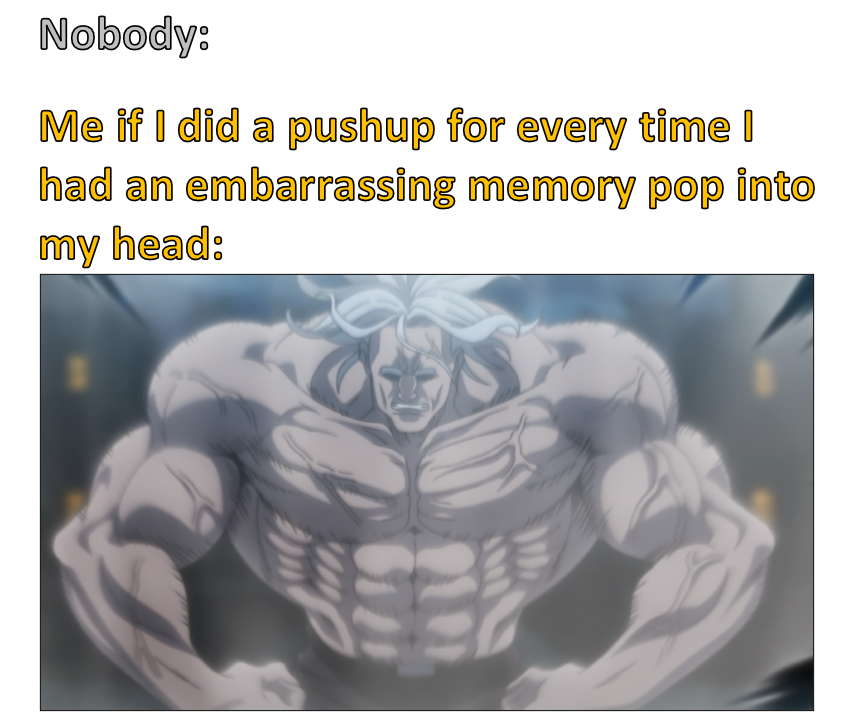 Nobody:
Me if I did a pushup for every time I
had an embarrassing memory pop into
my head: